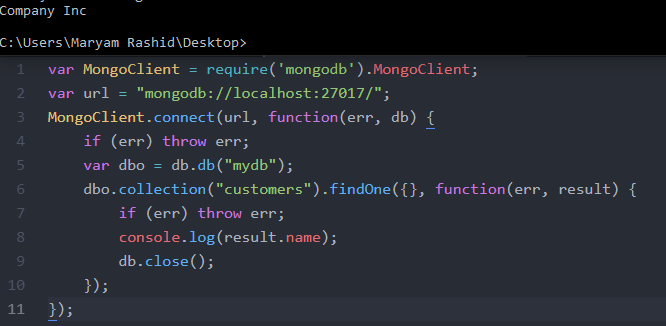 Company Inc
C:\Users\Maryam Rashid\Desktop>
1 var MongoClient = require('mongodb').MongoClient;
2 var url = "mongodb://localhost:27017/";
3 MongoClient.connect(url, function(err, db) {
4 if (err) throw err;
5 var dbo = db.db("mydb");
6 dbo.collection("customers").findOne({}, function(err, result) {
7 if (err) throw err;
8 console.log(result.name);
9 db.close();
10 });
11 });